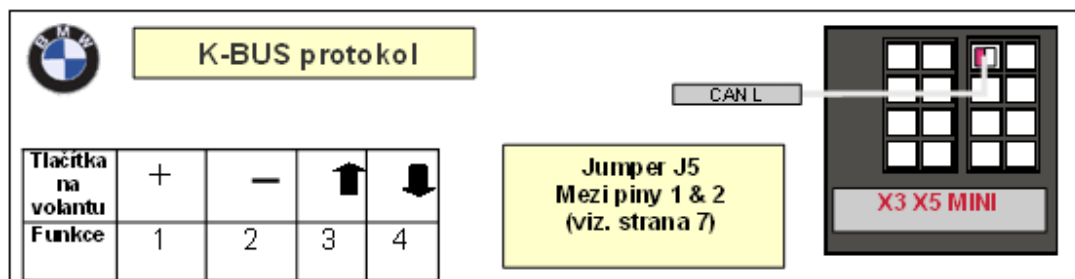 BMW
K-BUS protokol
CAN L
Tlačítka
na
volantu
+ −
Funkce 1 2 3 4
Jumper J5
Mezi piny 1 & 2
(viz. strana 7)
X3 X5 MINI